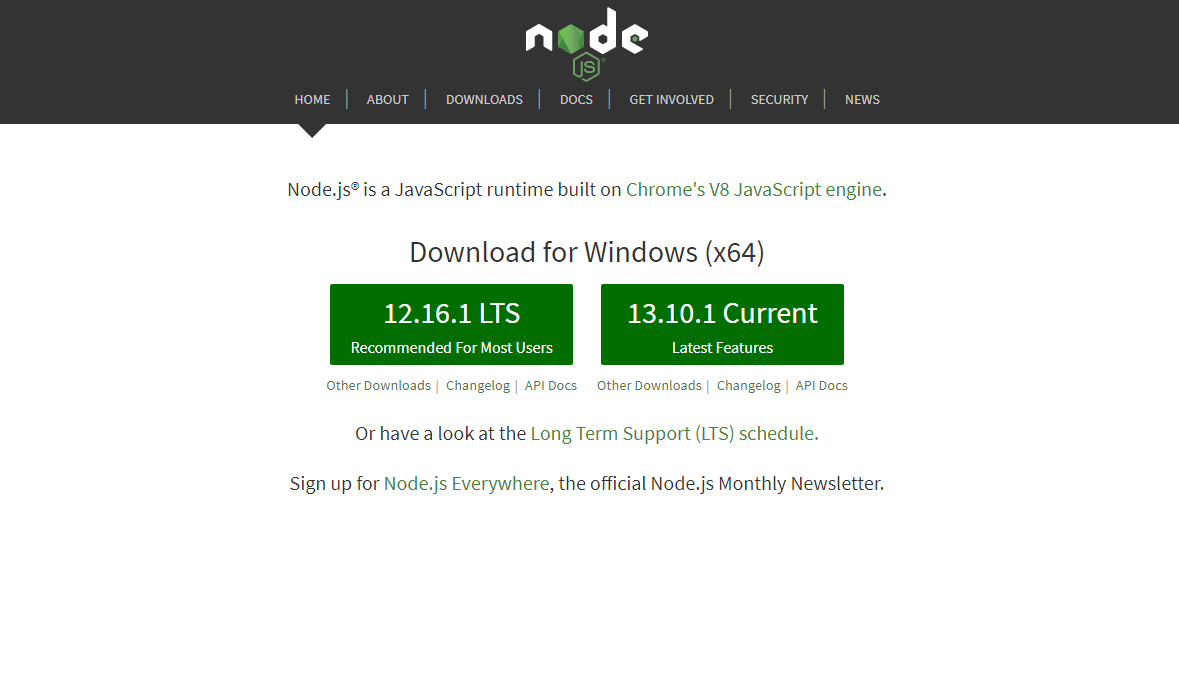 node
JS
HOME | ABOUT | DOWNLOADS | DOCS | GET INVOLVED | SECURITY | NEWS
Node.js® is a JavaScript runtime built on Chrome's V8 JavaScript engine.
Download for Windows (x64)
12.16.1 LTS
Recommended For Most Users
13.10.1 Current
Latest Features
Other Downloads | Changelog | API Docs
Other Downloads | Changelog | API Docs
Or have a look at the Long Term Support (LTS) schedule.
Sign up for Node.js Everywhere, the official Node.js Monthly Newsletter.